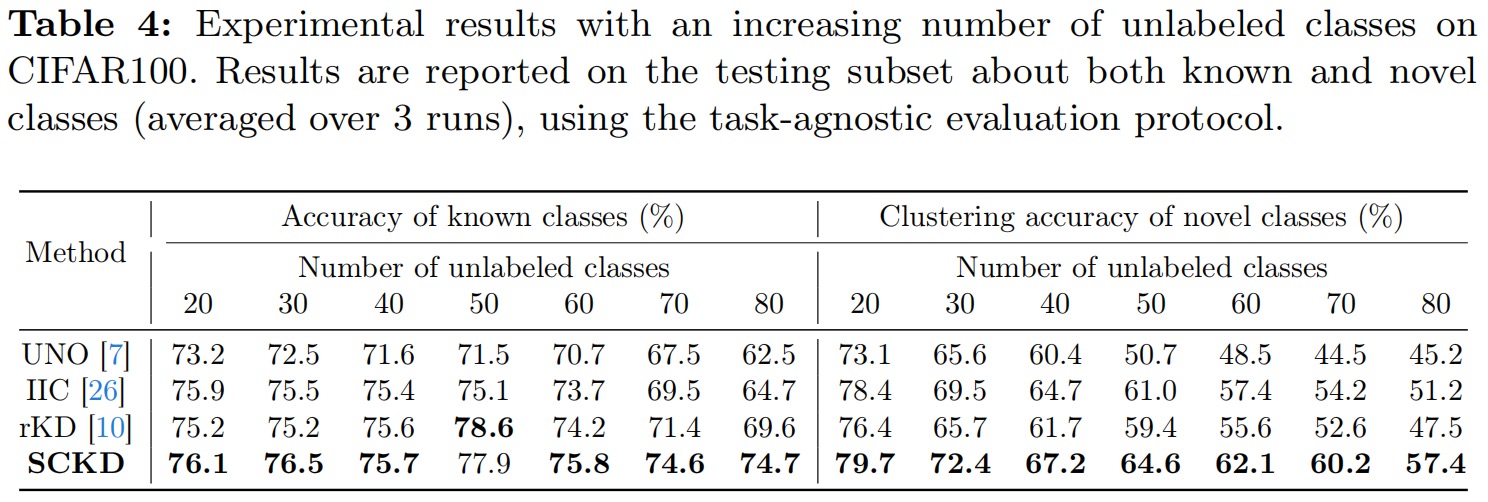 Table 4: Experimental results with an increasing number of unlabeled classes on
CIFAR100. Results are reported on the testing subset about both known and novel
classes (averaged over 3 runs), using the task-agnostic evaluation protocol.
Method
Accuracy of known classes (%) Clustering accuracy of novel classes (%)
Number of unlabeled classes Number of unlabeled classes
20 30 40 50 60 70 80 20 30 40 50 60 70 80
UNO [7] 73.2 72.5 71.6 71.5 70.7 67.5 62.5 73.1 65.6 60.4 50.7 48.5 44.5 45.2
IIC [26] 75.9 75.5 75.4 75.1 73.7 69.5 64.7 78.4 69.5 64.7 61.0 57.4 54.2 51.2
rKD [10] 75.2 75.2 75.6 78.6 74.2 71.4 69.6 76.4 65.7 61.7 59.4 55.6 52.6 47.5
SCKD 76.1 76.5 75.7 77.9 75.8 74.6 74.7 79.7 72.4 67.2 64.6 62.1 60.2 57.4